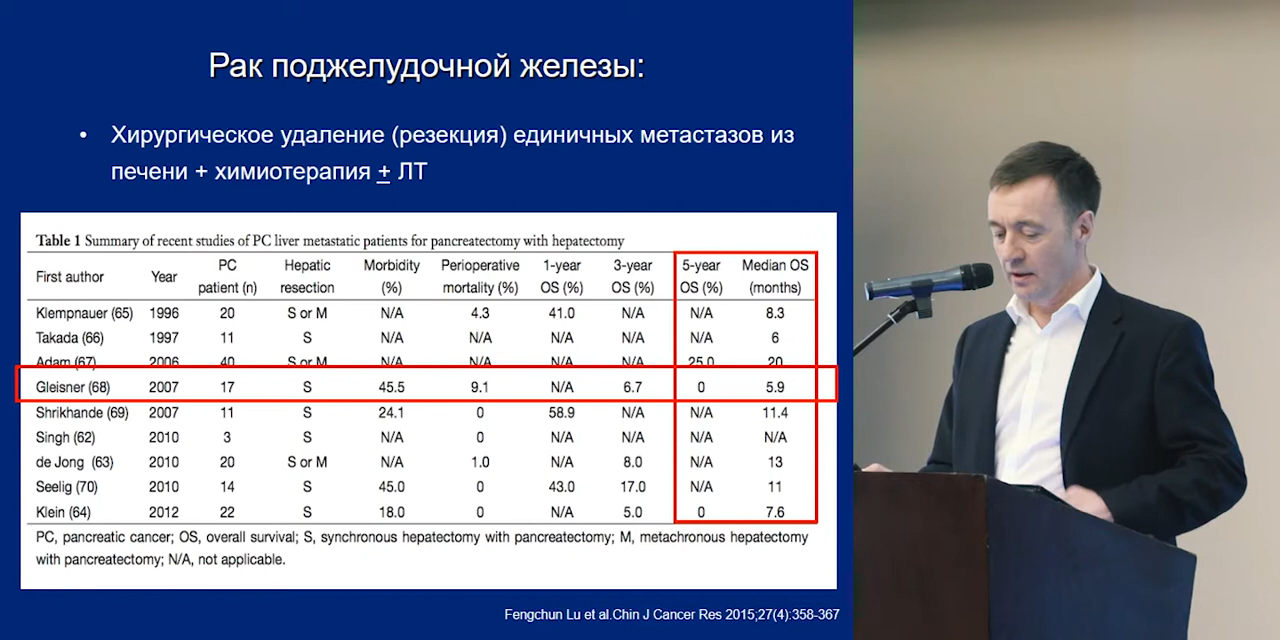 Рак поджелудочной железы:
• Хирургическое удаление (резекция) единичных метастазов из
печени + химиотерапия + ЛТ
Table 1 Summary of recent studies of PC liver metastatic patients for pancreatectomy with hepatectomy
First author Year PC patient (n) Hepatic resection Morbidity (%) Perioperative mortality (%) 1-year OS (%) 3-year OS (%) 5-year OS (%) Median OS (months)
Klempnauer (65) 1996 20 S or M N/A 4.3 41.0 N/A N/A 8.3
Takada (66) 1997 11 S N/A N/A N/A N/A N/A 6
Adam (67) 2006 40 S or M N/A N/A N/A N/A 25.0 20
Gleisner (68) 2007 17 S 45.5 9.1 N/A 6.7 0 5.9
Shrikhande (69) 2007 11 S 24.1 0 58.9 N/A N/A 11.4
Singh (62) 2010 3 S N/A 0 N/A N/A N/A N/A
de Jong (63) 2010 20 S or M N/A 1.0 N/A 8.0 N/A 13
Seelig (70) 2010 14 S 45.0 0 43.0 17.0 N/A 11
Klein (64) 2012 22 S 18.0 0 N/A 5.0 0 7.6
PC, pancreatic cancer; OS, overall survival; S, synchronous hepatectomy with pancreatectomy; M, metachronous hepatectomy
with pancreatectomy; N/A, not applicable.
Fengchun Lu et al.Chin J Cancer Res 2015;27(4):358-367